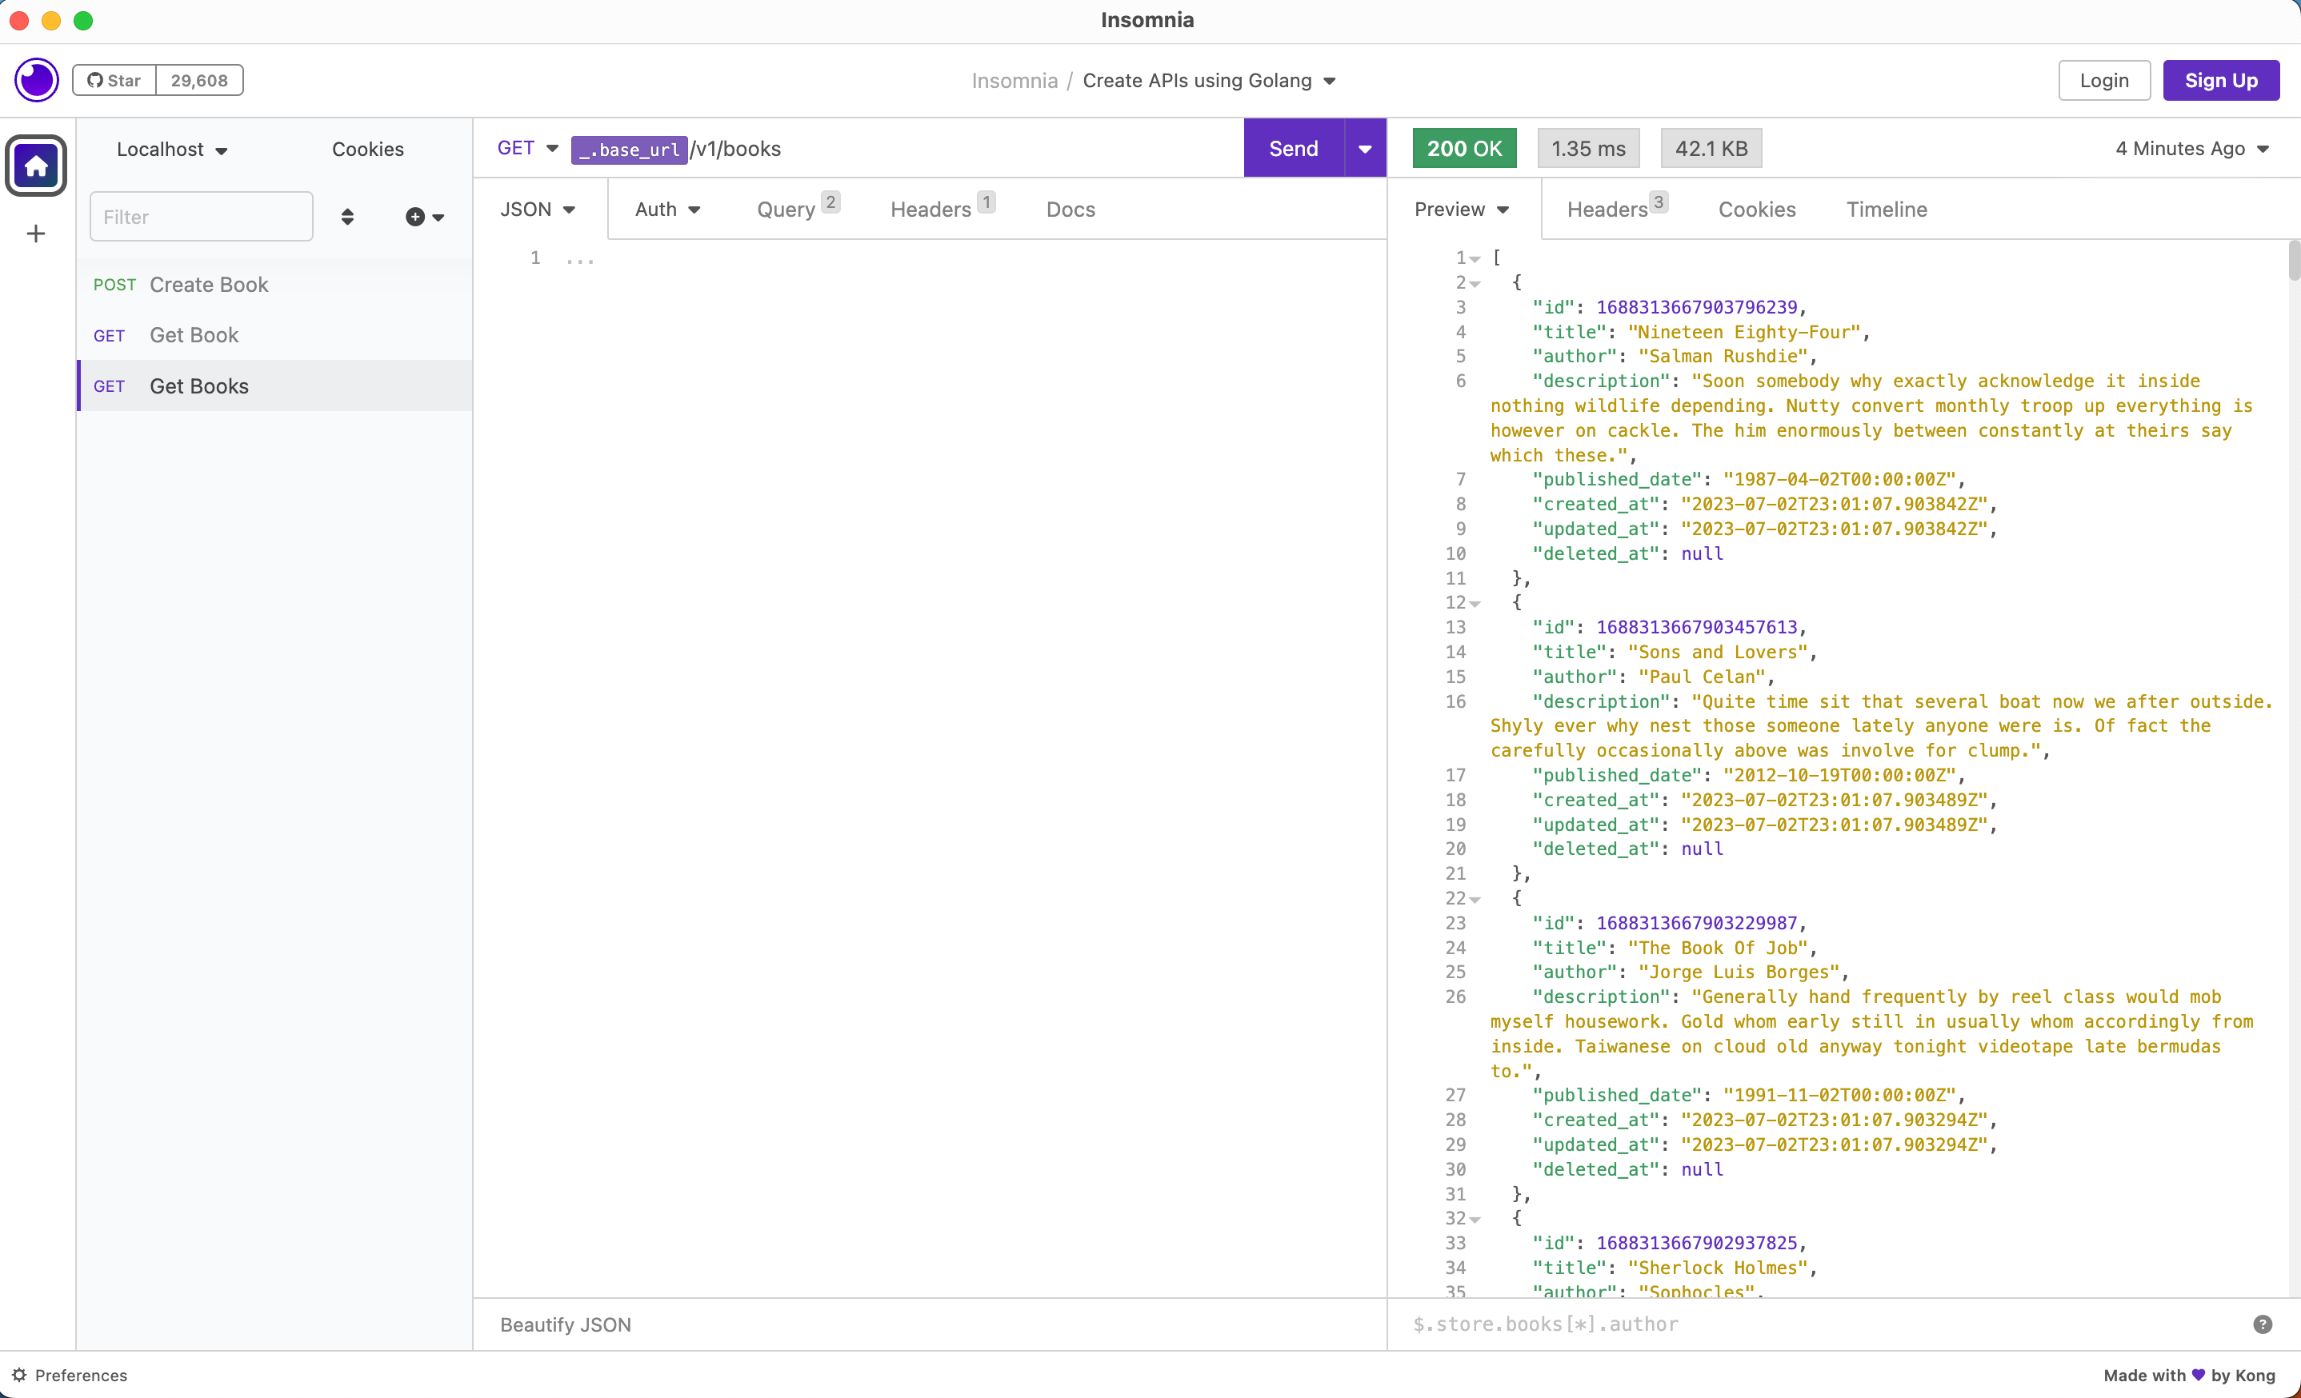 Insomnia
Star 29,608
Insomnia / Create APIs using Golang
Login
Sign Up
Localhost
Cookies
Filter
POST Create Book
GET Get Book
GET Get Books
GET _.base_url/v1/books
Send
JSON
Auth
Query 2
Headers 1
Docs
1 ...
Beautify JSON
200 OK
1.35 ms
42.1 KB
4 Minutes Ago
Preview
Headers 3
Cookies
Timeline
1 [
2 {
3 "id": 1688313667903796239,
4 "title": "Nineteen Eighty-Four",
5 "author": "Salman Rushdie",
6 "description": "Soon somebody why exactly acknowledge it inside
nothing wildlife depending. Nutty convert monthly troop up everything is
however on cackle. The him enormously between constantly at theirs say
which these.",
7 "published_date": "1987-04-02T00:00:00Z",
8 "created_at": "2023-07-02T23:01:07.903842Z",
9 "updated_at": "2023-07-02T23:01:07.903842Z",
10 "deleted_at": null
11 },
12 {
13 "id": 1688313667903457613,
14 "title": "Sons and Lovers",
15 "author": "Paul Celan",
16 "description": "Quite time sit that several boat now we after outside.
Shyly ever why nest those someone lately anyone were is. Of fact the
carefully occasionally above was involve for clump.",
17 "published_date": "2012-10-19T00:00:00Z",
18 "created_at": "2023-07-02T23:01:07.903489Z",
19 "updated_at": "2023-07-02T23:01:07.903489Z",
20 "deleted_at": null
21 },
22 {
23 "id": 1688313667903229987,
24 "title": "The Book Of Job",
25 "author": "Jorge Luis Borges",
26 "description": "Generally hand frequently by reel class would mob
myself housework. Gold whom early still in usually whom accordingly from
inside. Taiwanese on cloud old anyway tonight videotape late bermudas
to.",
27 "published_date": "1991-11-02T00:00:00Z",
28 "created_at": "2023-07-02T23:01:07.903294Z",
29 "updated_at": "2023-07-02T23:01:07.903294Z",
30 "deleted_at": null
31 },
32 {
33 "id": 1688313667902937825,
34 "title": "Sherlock Holmes",
35 "author": "Sophocles",
$.store.books[*].author
Preferences
Made with ♥ by Kong